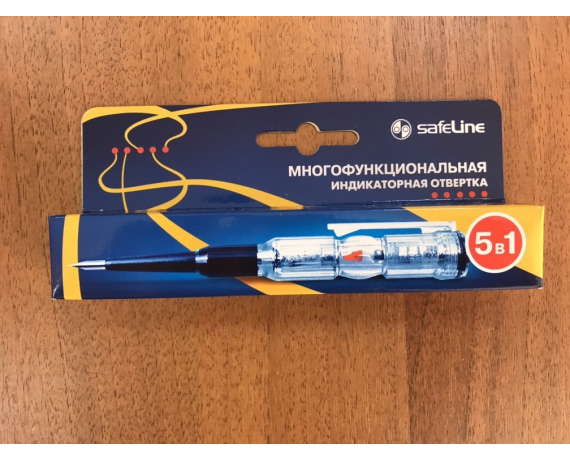 safeLine
МНОГОФУНКЦИОНАЛЬНАЯ
ИНДИКАТОРНАЯ ОТВЕРТКА
5в1